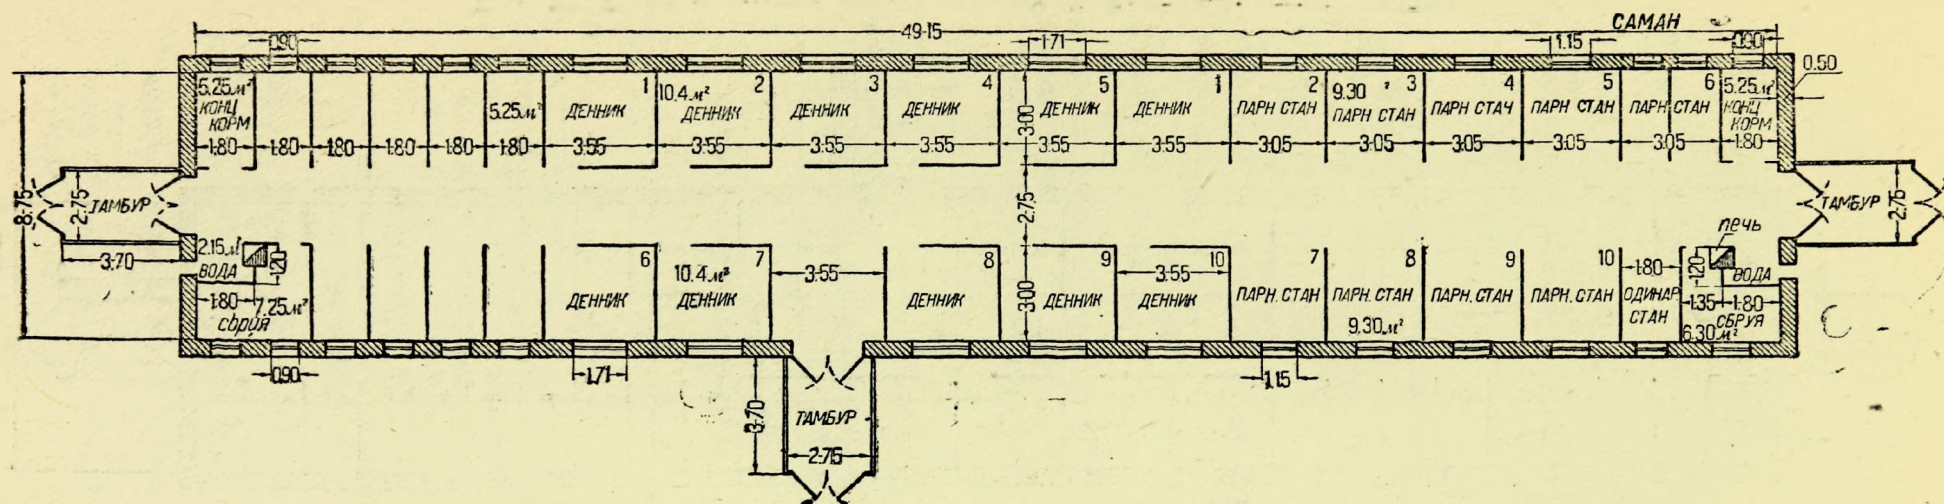 САМАН
49.15
0.90
1.71
1.15
0.90
0.50
5.25 м²
КОНЦ
КОРМ
5.25 м²
1
ДЕННИК
10.4 м²
2
ДЕННИК
3
ДЕННИК
4
ДЕННИК
5
ДЕННИК
1
ДЕННИК
2
ПАРН СТАН
9.30
3
ПАРН СТАН
4
ПАРН СТАЧ
5
ПАРН СТАН
6
ПАРН СТАН
5.25 м²
КОНЦ
КОРМ
1.80
1.80
1.80
1.80
1.80
1.80
3.55
3.55
3.55
3.55
3.00
3.55
3.55
3.05
3.05
3.05
3.05
3.05
1.80
8.75
2.75
ТАМБУР
3.70
2.75
ТАМБУР
2.75
2.15 м²
ВОДА
1.20
1.80
7.25 м²
сбруя
6
ДЕННИК
10.4 м²
7
ДЕННИК
3.55
8
ДЕННИК
3.00
9
ДЕННИК
10
3.55
ДЕННИК
7
ПАРН. СТАН
8
ПАРН. СТАН
9.30 м²
9
ПАРН. СТАН
10
ПАРН. СТАН
1.80
ОДИНАР.
СТАН
печь
1.20
ВОДА
1.35
1.80
СБРУЯ
6.30 м²
0.90
1.71
1.15
3.70
ТАМБУР
2.75